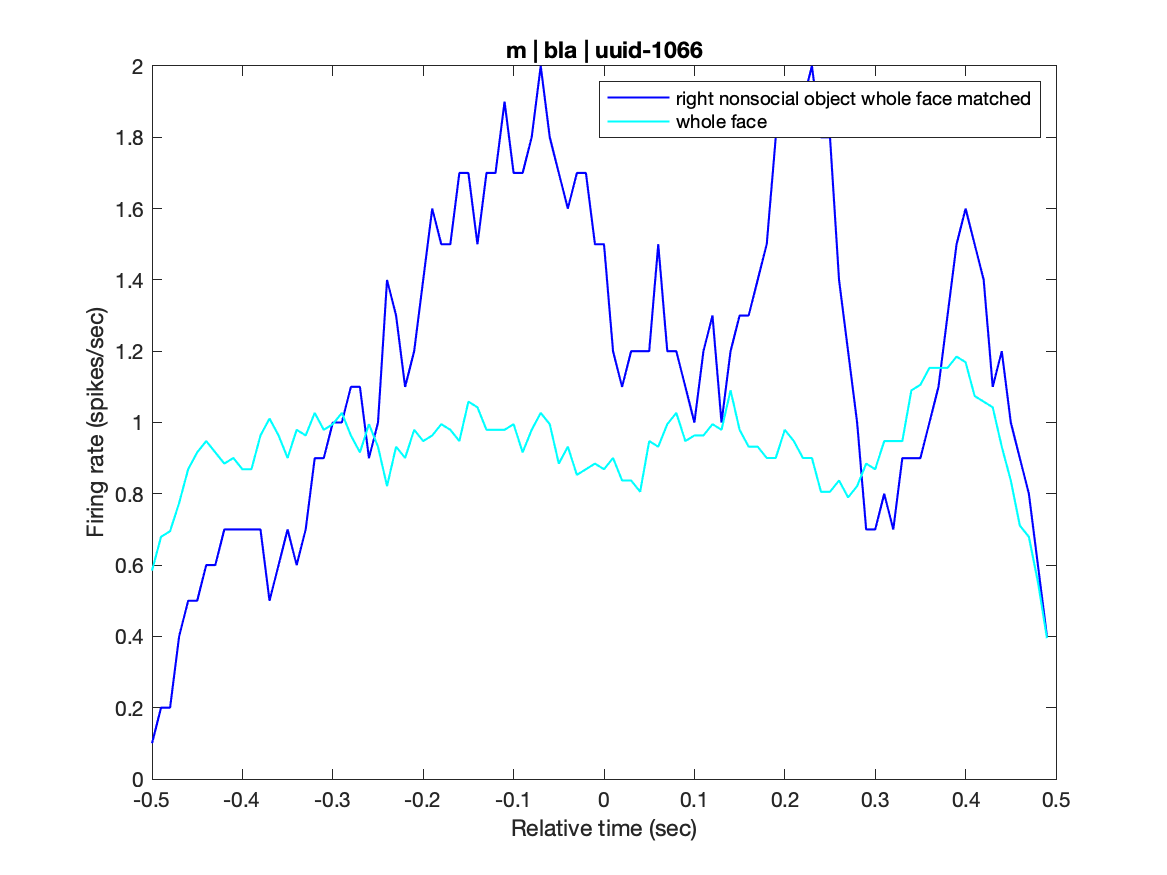 m | bla | uuid-1066
right nonsocial object whole face matched
whole face
Firing rate (spikes/sec)
2
1.8
1.6
1.4
1.2
1
0.8
0.6
0.4
0.2
0
-0.5 -0.4 -0.3 -0.2 -0.1 0 0.1 0.2 0.3 0.4 0.5
Relative time (sec)